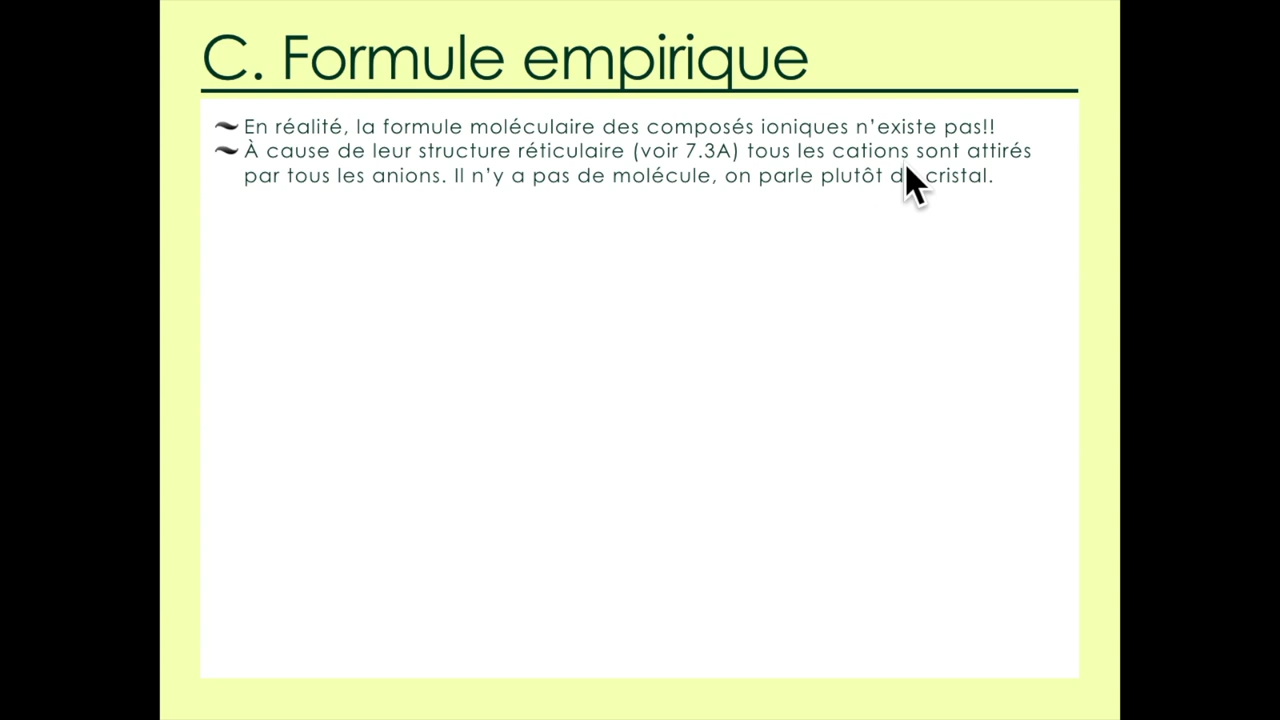 C. Formule empirique
En réalité, la formule moléculaire des composés ioniques n’existe pas!!
À cause de leur structure réticulaire (voir 7.3A) tous les cations sont attirés
par tous les anions. Il n’y a pas de molécule, on parle plutôt de cristal.